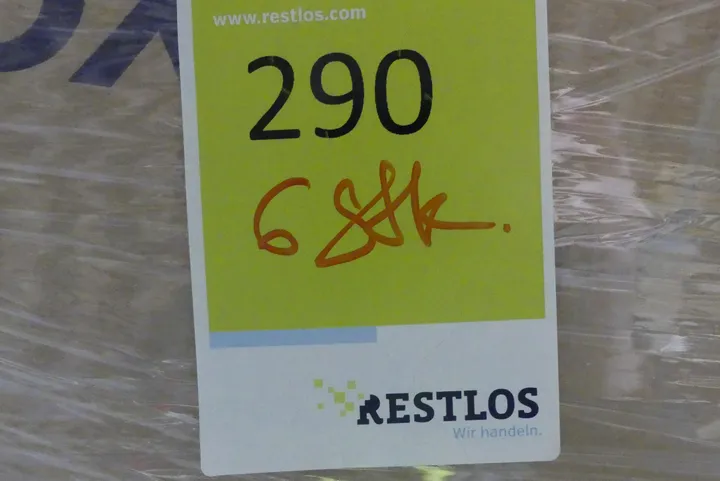 www.restlos.com
290
6 Stk.
RESTLOS
Wir handeln.